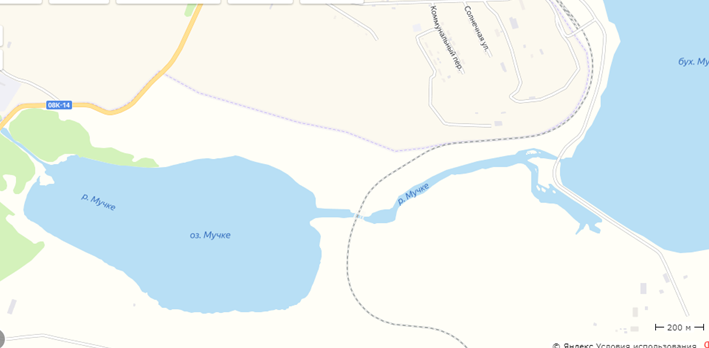 Коммунальный пер.
Солнечная ул.
бух. Му
08К-14
р. Мучке
р. Мучке
оз. Мучке
200 м
© Яндекс Условия использования